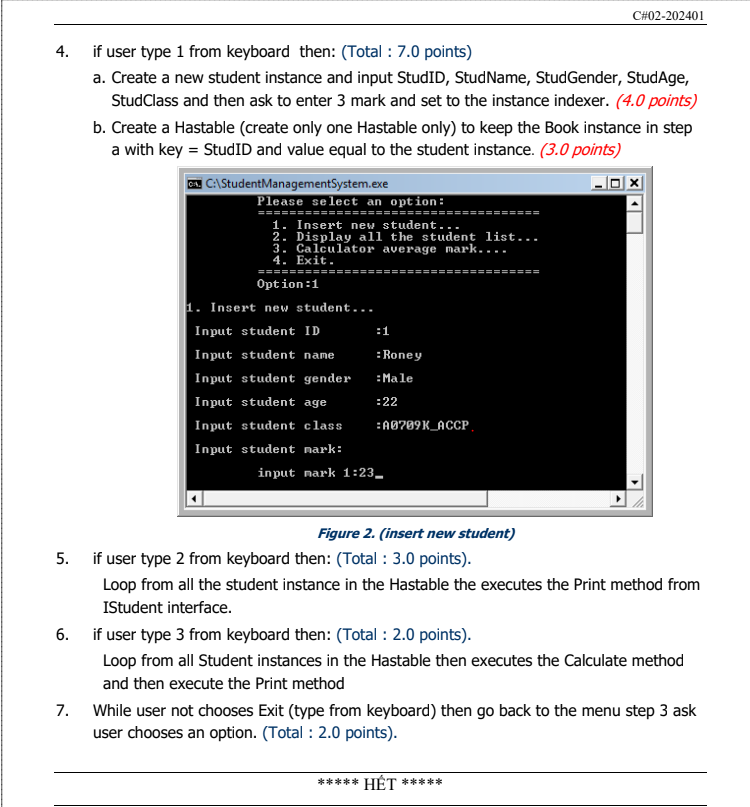 C#02-202401
4. if user type 1 from keyboard then: (Total : 7.0 points)
a. Create a new student instance and input StudID, StudName, StudGender, StudAge,
StudClass and then ask to enter 3 mark and set to the instance indexer. (4.0 points)
b. Create a Hastable (create only one Hastable only) to keep the Book instance in step
a with key = StudID and value equal to the student instance. (3.0 points)
C:\StudentManagementSystem.exe
Please select an option:
====================================
1. Insert new student...
2. Display all the student list...
3. Calculator average mark....
4. Exit.
====================================
Option:1
1. Insert new student...
Input student ID :1
Input student name :Roney
Input student gender :Male
Input student age :22
Input student class :A0709K_ACCP
Input student mark:
input mark 1:23_
Figure 2. (insert new student)
5. if user type 2 from keyboard then: (Total : 3.0 points).
Loop from all the student instance in the Hastable the executes the Print method from
IStudent interface.
6. if user type 3 from keyboard then: (Total : 2.0 points).
Loop from all Student instances in the Hastable then executes the Calculate method
and then execute the Print method
7. While user not chooses Exit (type from keyboard) then go back to the menu step 3 ask
user chooses an option. (Total : 2.0 points).
***** HẾT *****